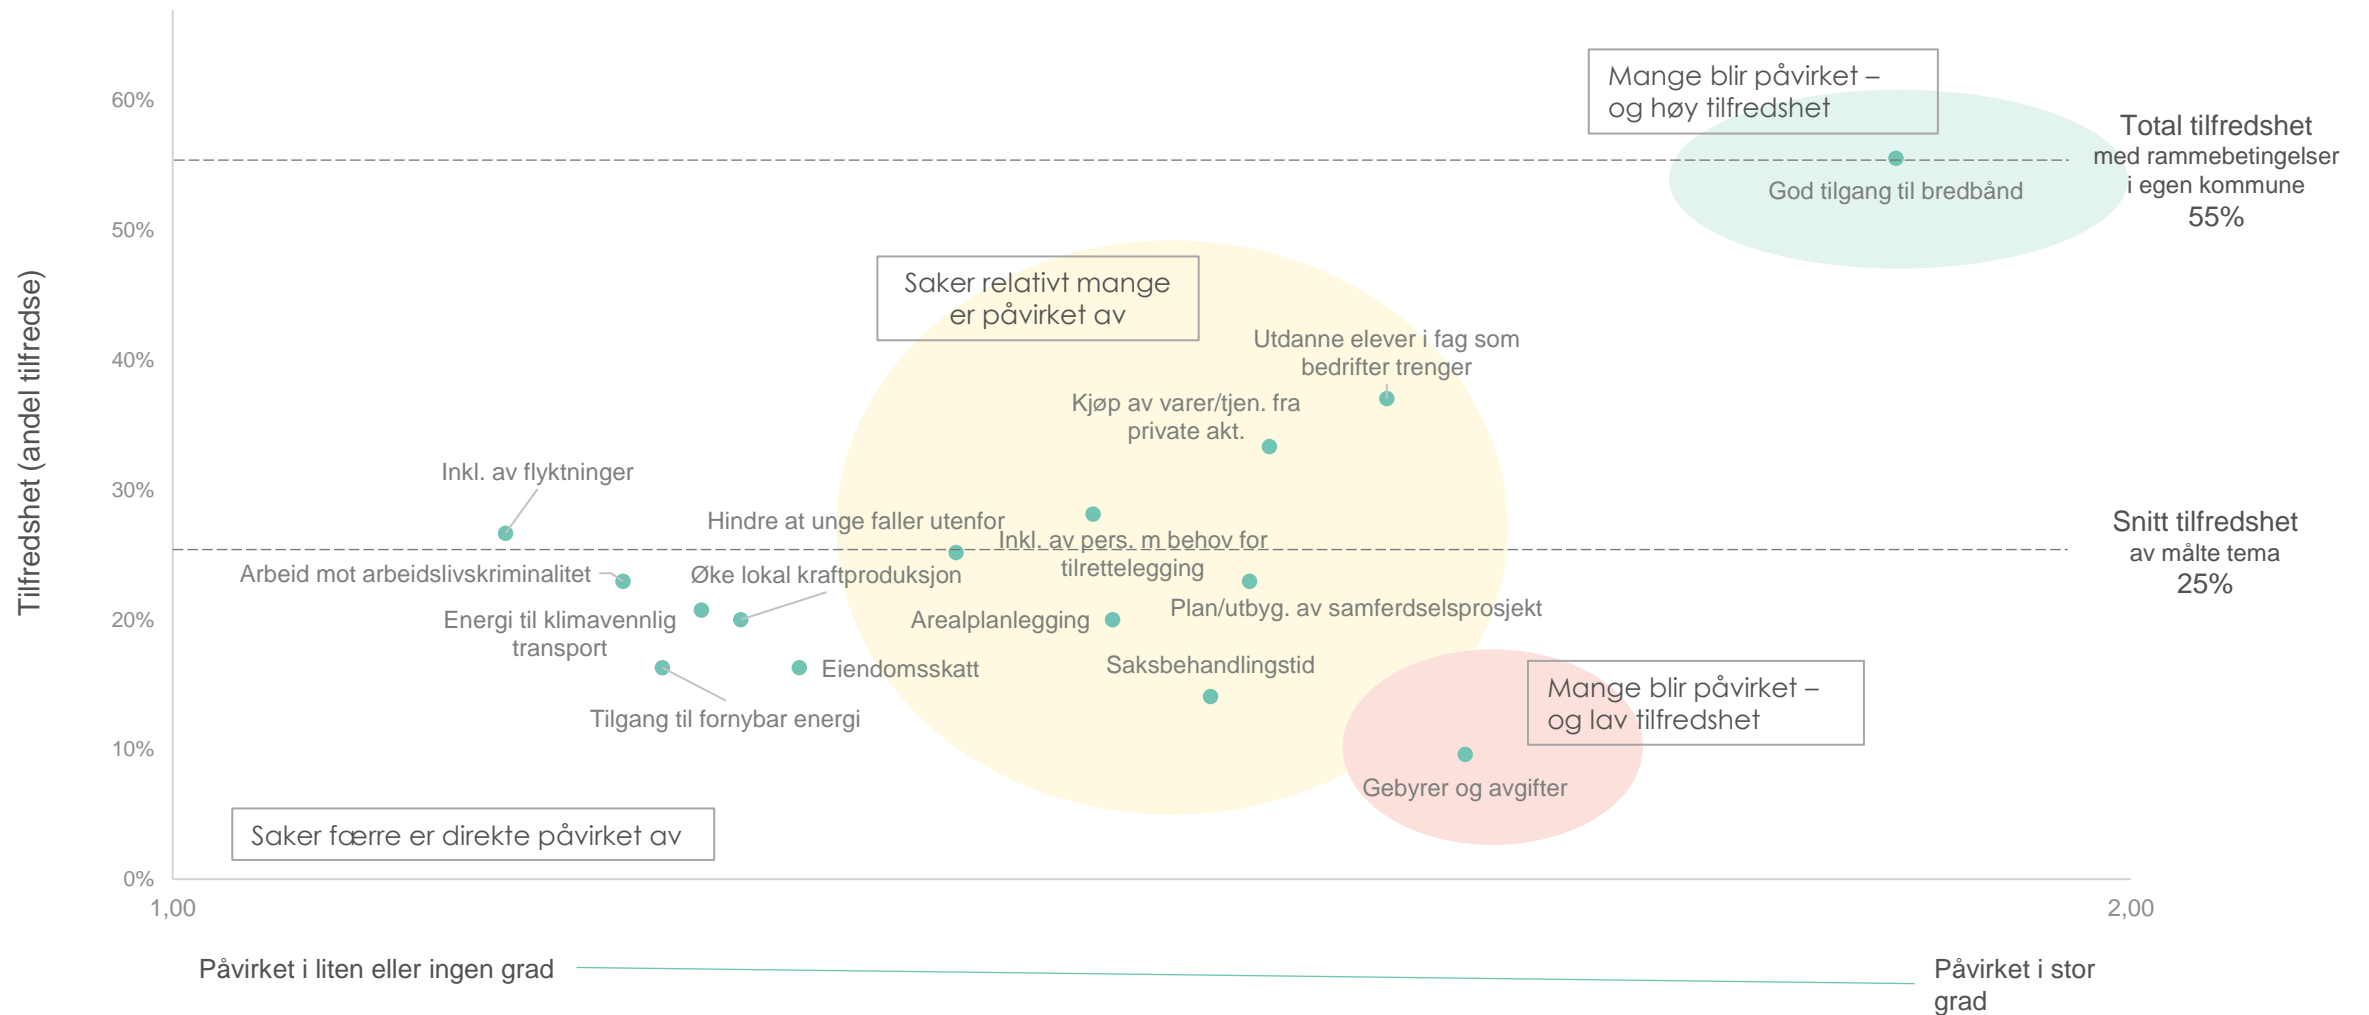 Mange blir påvirket –
og høy tilfredshet
60%
Total tilfredshet
med rammebetingelser
i egen kommune
55%
God tilgang til bredbånd
50%
Saker relativt mange
er påvirket av
Tilfredshet (andel tilfredse)
40%
Utdanne elever i fag som
bedrifter trenger
Kjøp av varer/tjen. fra
private akt.
30%
Inkl. av flyktninger
Hindre at unge faller utenfor
Inkl. av pers. m behov for
tilrettelegging
Snitt tilfredshet
av målte tema
25%
Arbeid mot arbeidslivskriminalitet
Øke lokal kraftproduksjon
20%
Energi til klimavennlig
transport
Arealplanlegging
Plan/utbyg. av samferdselsprosjekt
Eiendomsskatt
Saksbehandlingstid
Tilgang til fornybar energi
Mange blir påvirket –
og lav tilfredshet
10%
Gebyrer og avgifter
Saker færre er direkte påvirket av
0%
1,00
2,00
Påvirket i liten eller ingen grad
Påvirket i stor
grad